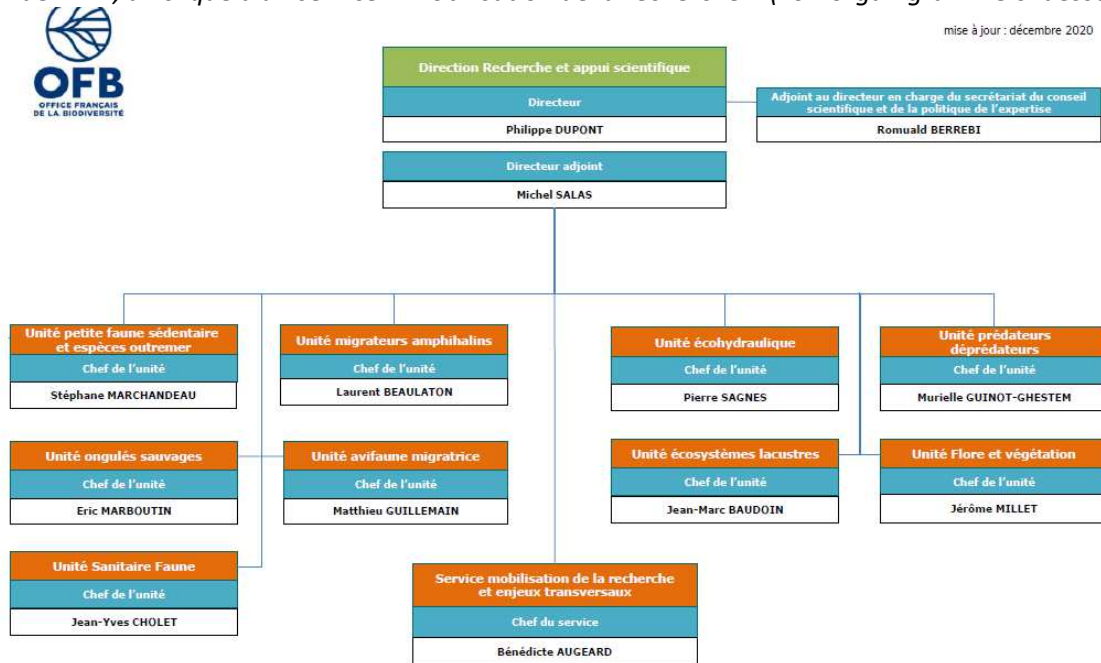 mise à jour : décembre 2020
OFB
OFFICE FRANÇAIS
DE LA BIODIVERSITÉ
Direction Recherche et appui scientifique
Directeur
Philippe DUPONT
Adjoint au directeur en charge du secrétariat du conseil
scientifique et de la politique de l'expertise
Romuald BERREBI
Directeur adjoint
Michel SALAS
Unité petite faune sédentaire
et espèces outremer
Chef de l'unité
Stéphane MARCHANDEAU
Unité migrateurs amphihalins
Chef de l'unité
Laurent BEAULATON
Unité écohydraulique
Chef de l'unité
Pierre SAGNES
Unité prédateurs
déprédateurs
Chef de l'unité
Murielle GUINOT-GHESTEM
Unité ongulés sauvages
Chef de l'unité
Eric MARBOUTIN
Unité avifaune migratrice
Chef de l'unité
Matthieu GUILLEMAIN
Unité écosystèmes lacustres
Chef de l'unité
Jean-Marc BAUDOIN
Unité Flore et végétation
Chef de l'unité
Jérôme MILLET
Unité Sanitaire Faune
Chef de l'unité
Jean-Yves CHOLET
Service mobilisation de la recherche
et enjeux transversaux
Chef du service
Bénédicte AUGEARD